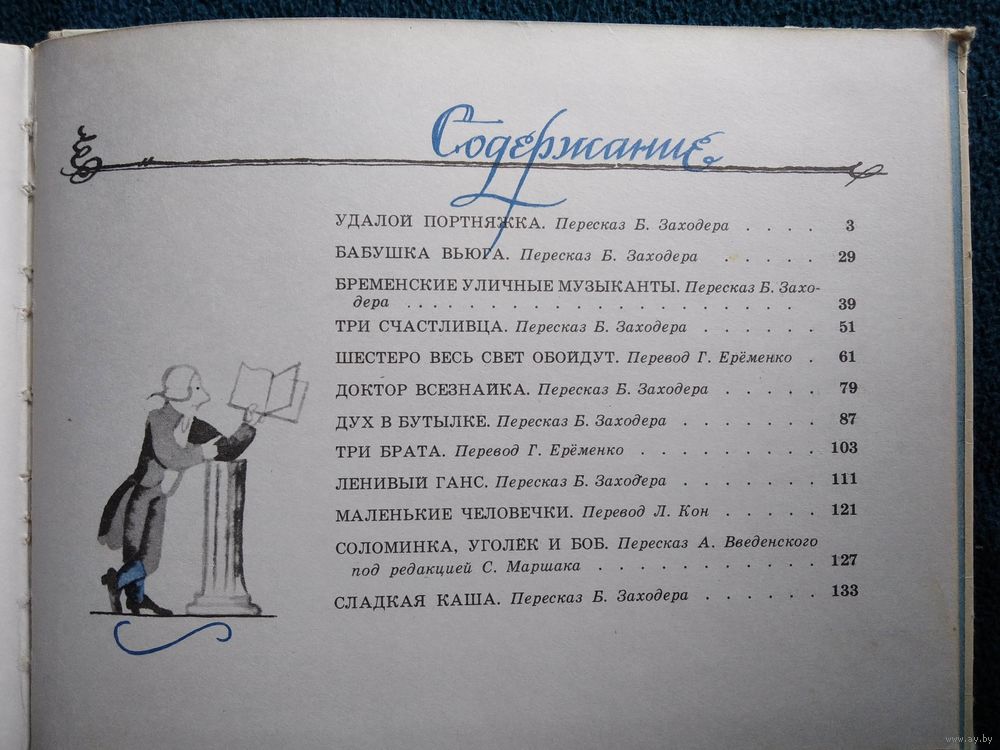 Содержание
УДАЛОЙ ПОРТНЯЖКА. Пересказ Б. Заходера . . . . 3
БАБУШКА ВЬЮГА. Пересказ Б. Заходера . . . . . 29
БРЕМЕНСКИЕ УЛИЧНЫЕ МУЗЫКАНТЫ. Пересказ Б. Захо-
дера . . . . . . . . . . . . . . . . . . 39
ТРИ СЧАСТЛИВЦА. Пересказ Б. Заходера . . . . . . 51
ШЕСТЕРО ВЕСЬ СВЕТ ОБОЙДУТ. Перевод Г. Ерёменко . 61
ДОКТОР ВСЕЗНАЙКА. Пересказ Б. Заходера . . . . . 79
ДУХ В БУТЫЛКЕ. Пересказ Б. Заходера . . . . . . . 87
ТРИ БРАТА. Перевод Г. Ерёменко . . . . . . . . . 103
ЛЕНИВЫЙ ГАНС. Пересказ Б. Заходера . . . . . . . 111
МАЛЕНЬКИЕ ЧЕЛОВЕЧКИ. Перевод Л. Кон . . . . . 121
СОЛОМИНКА, УГОЛЁК И БОБ. Пересказ А. Введенского
под редакцией С. Маршака . . . . . . . . . . . 127
СЛАДКАЯ КАША. Пересказ Б. Заходера . . . . . . 133
www.ay.by